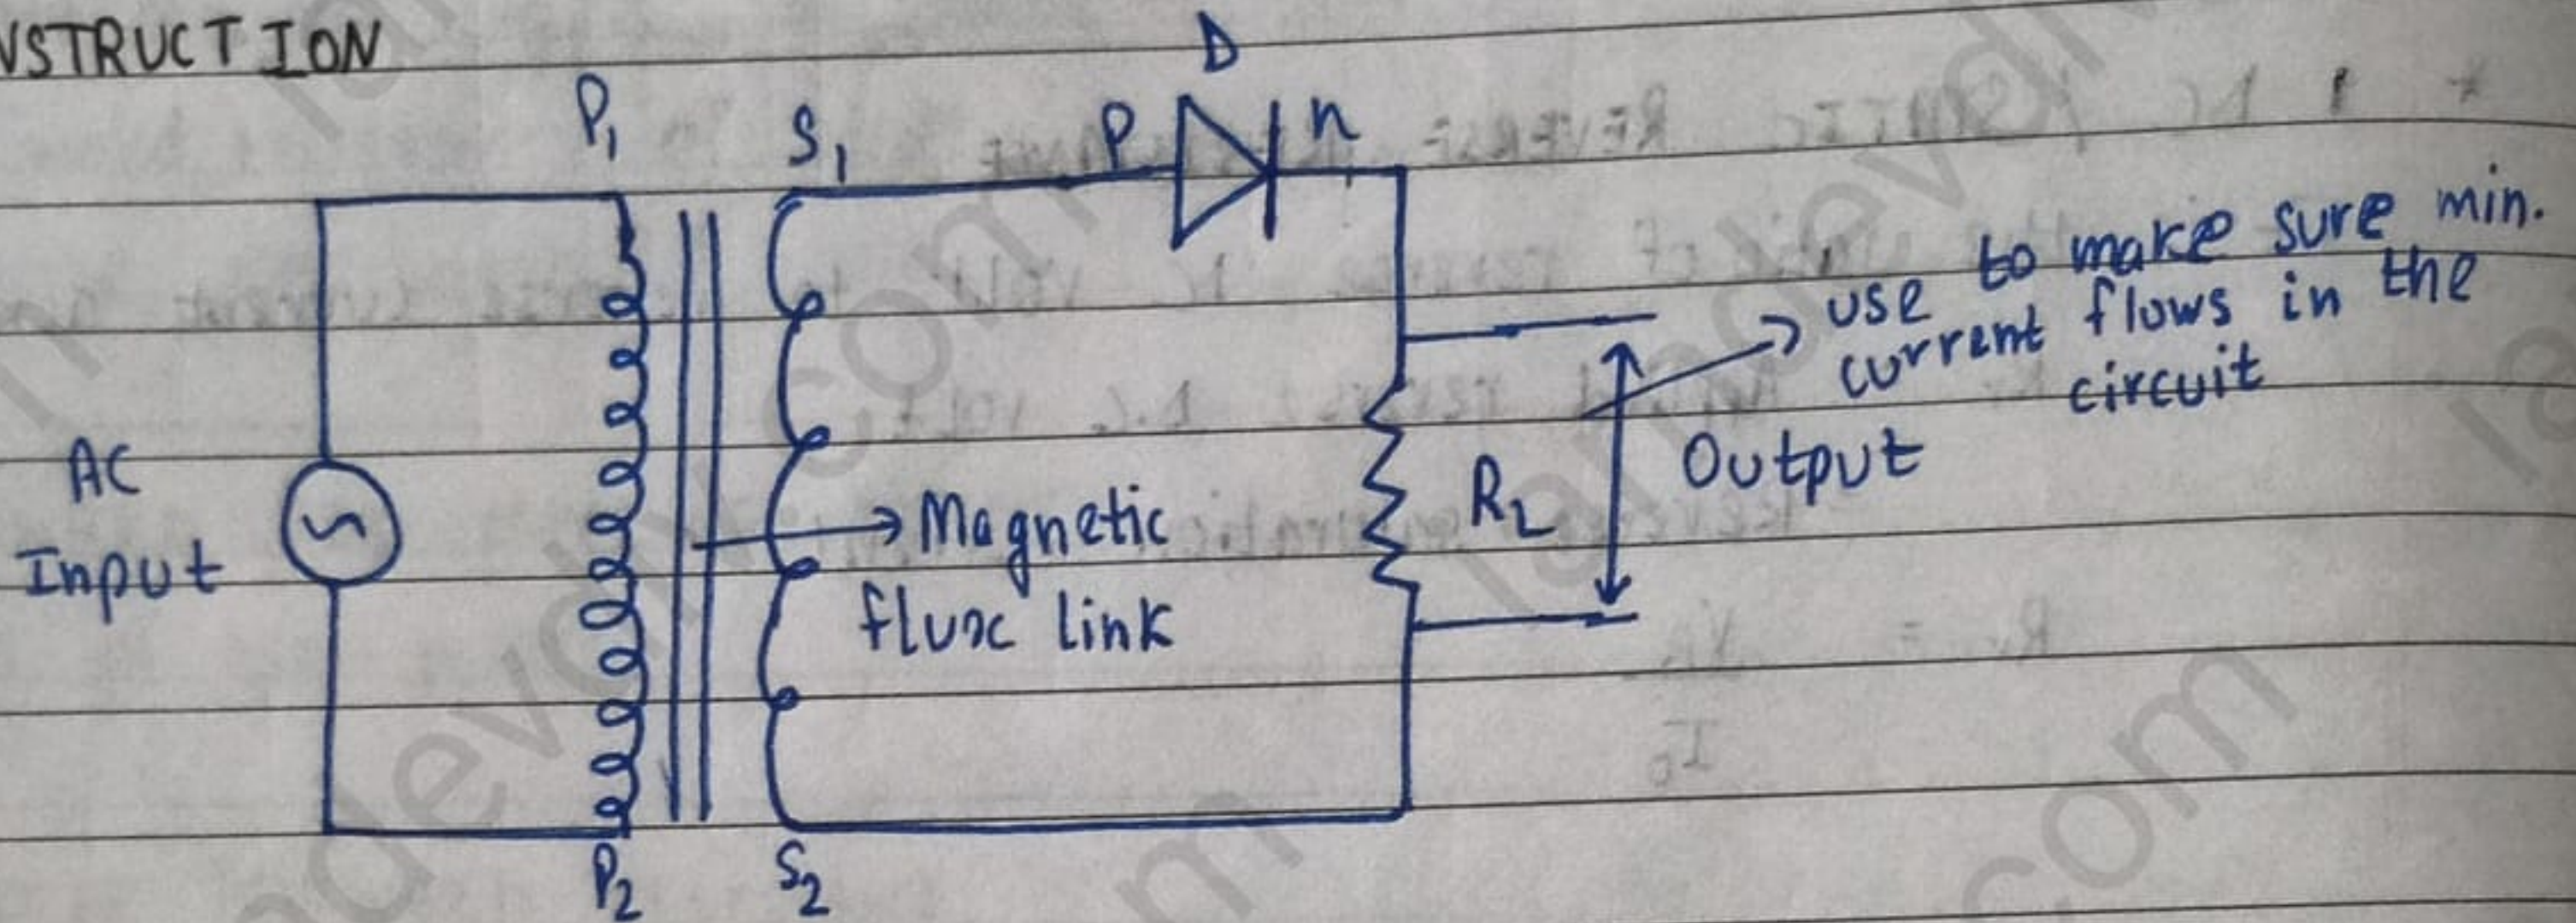 NSTRUCTION
D
P1
S1
P
n
use to make sure min.
current flows in the
circuit
AC
Input
Magnetic
flux link
RL
Output
P2
S2